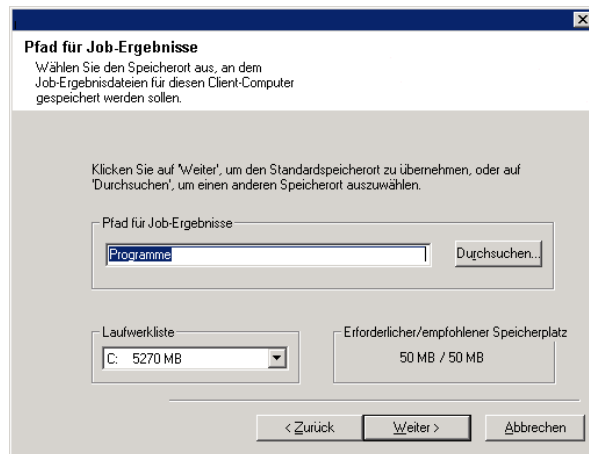 Pfad für Job-Ergebnisse
Wählen Sie den Speicherort aus, an dem
Job-Ergebnisdateien für diesen Client-Computer
gespeichert werden sollen.
Klicken Sie auf 'Weiter', um den Standardspeicherort zu übernehmen, oder auf
'Durchsuchen', um einen anderen Speicherort auszuwählen.
Pfad für Job-Ergebnisse
Programme
Durchsuchen...
Laufwerkliste
C: 5270 MB
Erforderlicher/empfohlener Speicherplatz
50 MB / 50 MB
< Zurück
Weiter >
Abbrechen